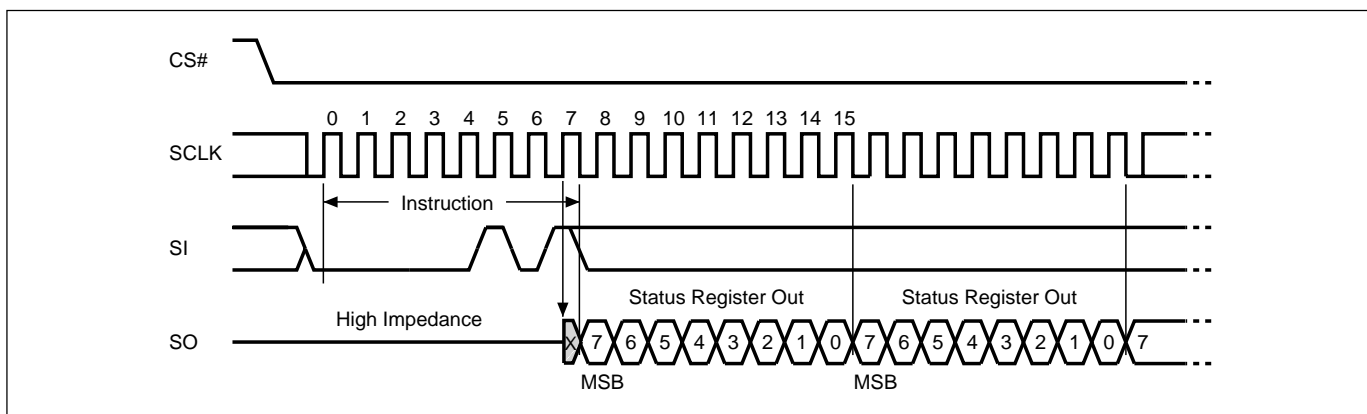 CS#
0 1 2 3 4 5 6 7 8 9 10 11 12 13 14 15
SCLK
Instruction
SI
Status Register Out Status Register Out
High Impedance
SO X 7 6 5 4 3 2 1 0 7 6 5 4 3 2 1 0 7
MSB MSB